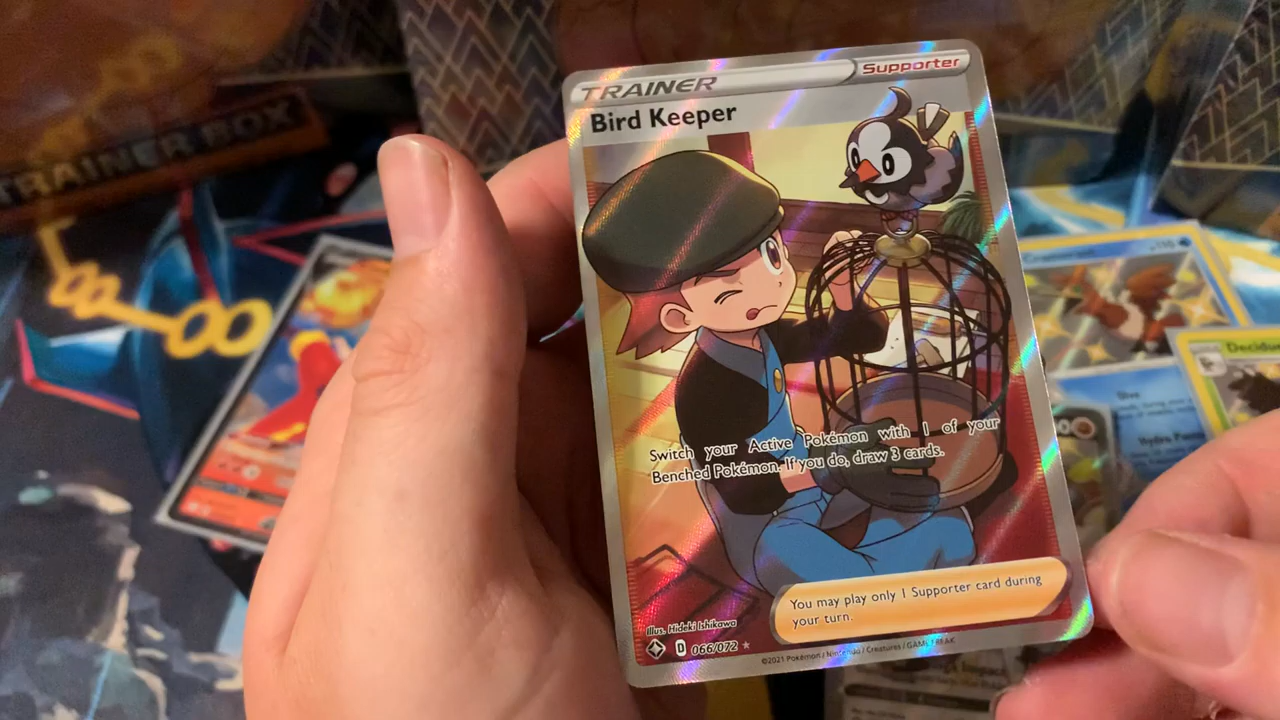 TRAINER
Supporter
Bird Keeper
Switch your Active Pokémon with 1 of your
Benched Pokémon. If you do, draw 3 cards.
You may play only 1 Supporter card during
your turn.
Illus. Hideki Ishikawa
D 066/072
©2021 Pokémon / Nintendo / Creatures / GAME FREAK
TRAINER BOX
Dive